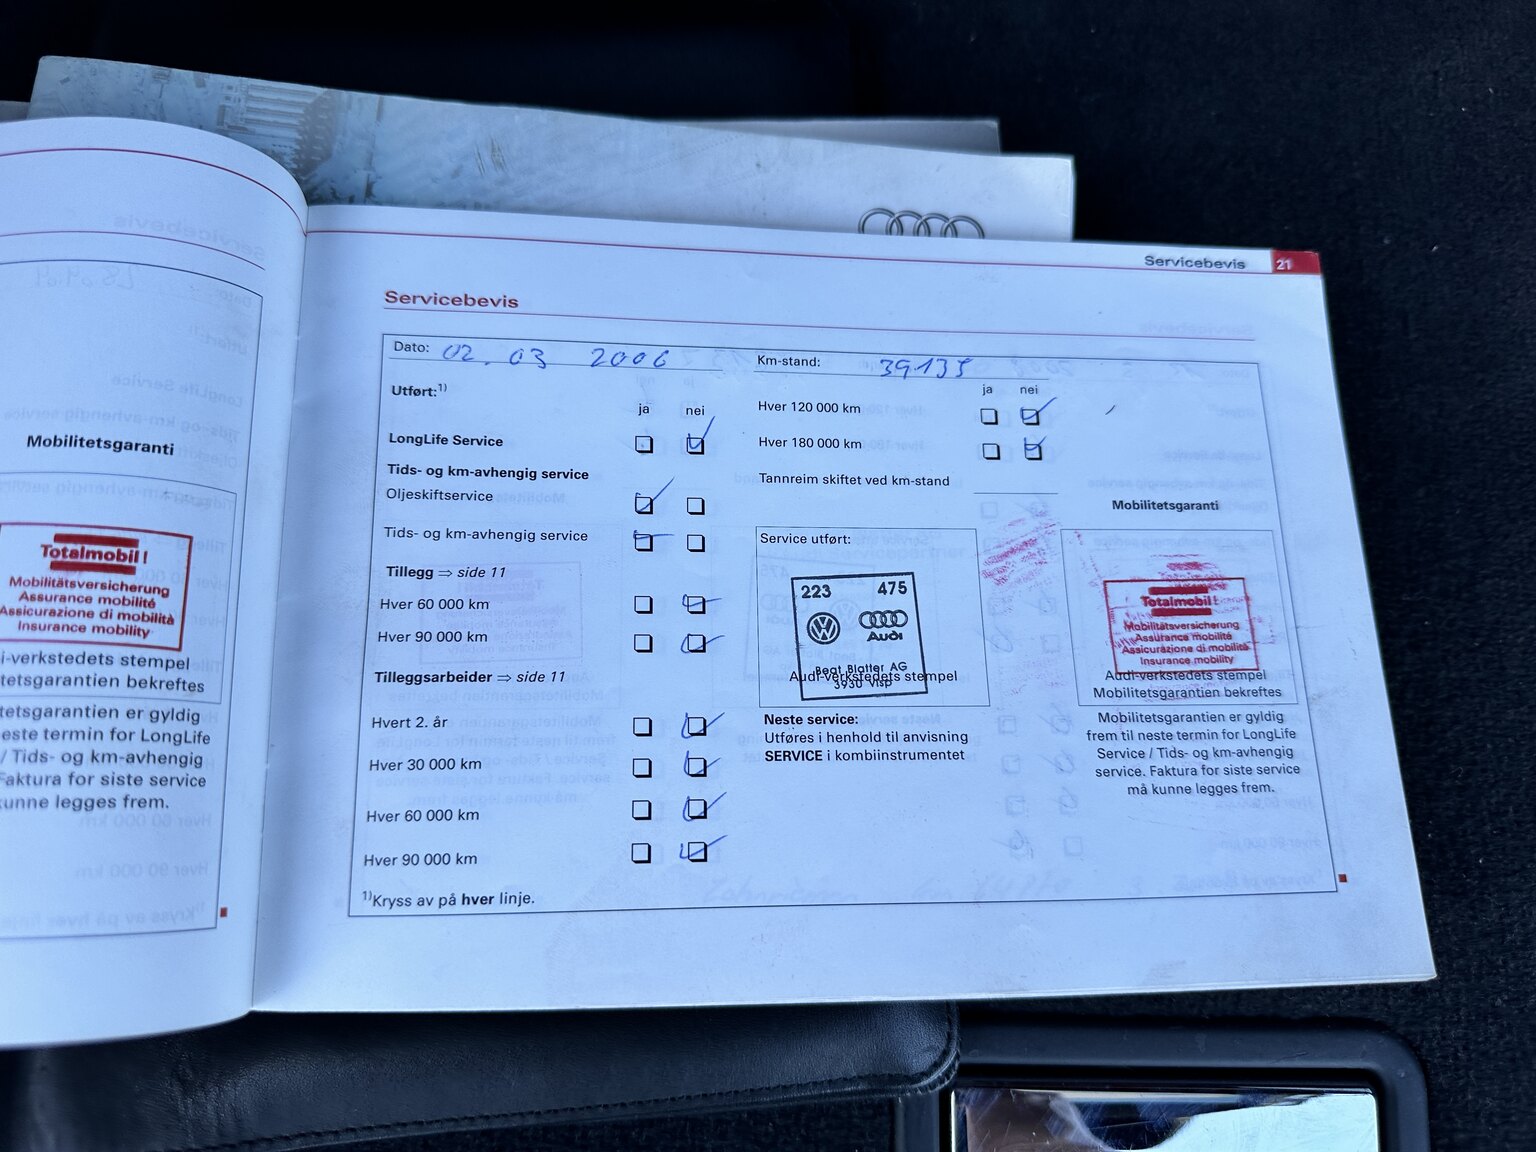 Mobilitetsgaranti
Totalmobil!
Mobilitätsversicherung
Assurance mobilité
Assicurazione di mobilità
Insurance mobility
i-verkstedets stempel
tetsgarantien bekreftes
tetsgarantien er gyldig
este termin for LongLife
/ Tids- og km-avhengig
Faktura for siste service
kunne legges frem.
Servicebevis 21
Servicebevis
Dato: 02.03 2006
Km-stand: 39135
Utført:1)
ja nei
LongLife Service
Tids- og km-avhengig service
Oljeskiftservice
Tids- og km-avhengig service
Tillegg ⇒ side 11
Hver 60 000 km
Hver 90 000 km
Tilleggsarbeider ⇒ side 11
Hvert 2. år
Hver 30 000 km
Hver 60 000 km
Hver 90 000 km
1)Kryss av på hver linje.
ja nei
Hver 120 000 km
Hver 180 000 km
Tannreim skiftet ved km-stand
Service utført:
223 475
Audi
Beat Blatter AG
3930 Visp
Audi-verkstedets stempel
Neste service:
Utføres i henhold til anvisning
SERVICE i kombiinstrumentet
Mobilitetsgaranti
Totalmobil!
Mobilitätsversicherung
Assurance mobilité
Assicurazione di mobilità
Insurance mobility
Audi-verkstedets stempel
Mobilitetsgarantien bekreftes
Mobilitetsgarantien er gyldig
frem til neste termin for LongLife
Service / Tids- og km-avhengig
service. Faktura for siste service
må kunne legges frem.